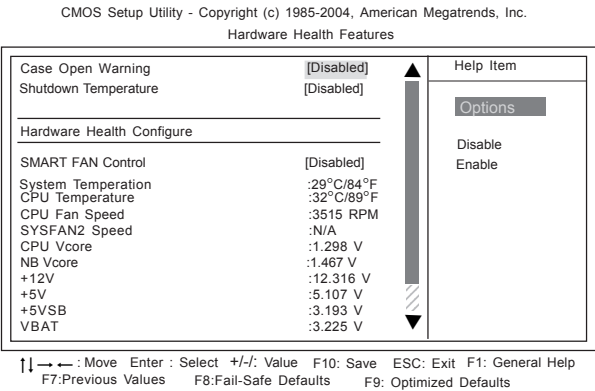 CMOS Setup Utility - Copyright (c) 1985-2004, American Megatrends, Inc.
Hardware Health Features
Case Open Warning [Disabled]
Shutdown Temperature [Disabled]
Hardware Health Configure
SMART FAN Control [Disabled]
System Temperation :29°C/84°F
CPU Temperature :32°C/89°F
CPU Fan Speed :3515 RPM
SYSFAN2 Speed :N/A
CPU Vcore :1.298 V
NB Vcore :1.467 V
+12V :12.316 V
+5V :5.107 V
+5VSB :3.193 V
VBAT :3.225 V
Help Item
Options
Disable
Enable
↑↓→← : Move Enter : Select +/-/: Value F10: Save ESC: Exit F1: General Help
F7:Previous Values F8:Fail-Safe Defaults F9: Optimized Defaults